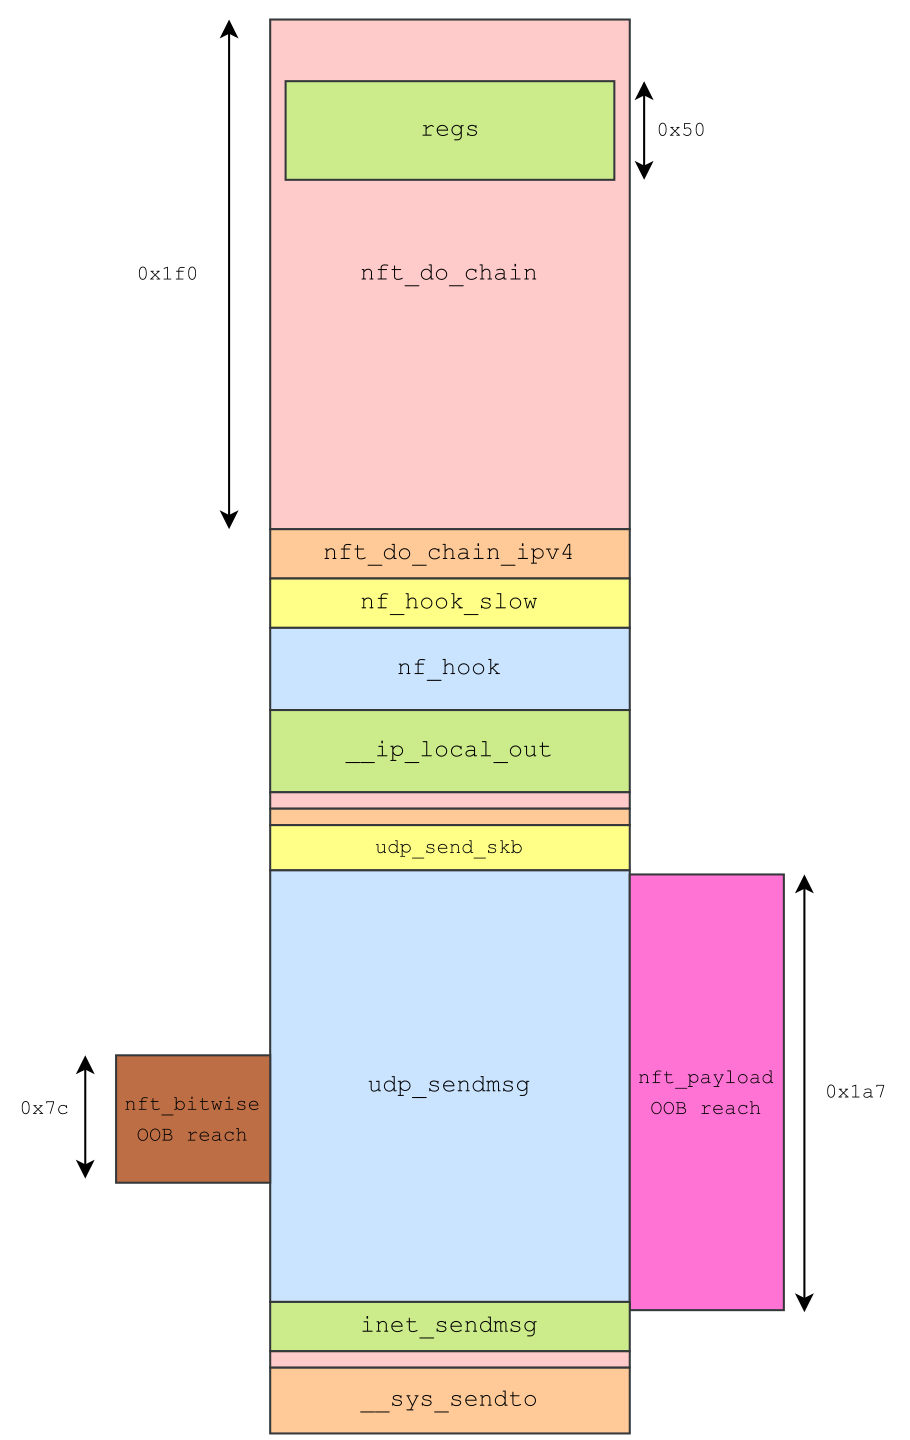 regs
0x50
0x1f0
nft_do_chain
nft_do_chain_ipv4
nf_hook_slow
nf_hook
__ip_local_out
udp_send_skb
udp_sendmsg
nft_bitwise
OOB reach
0x7c
nft_payload
OOB reach
0x1a7
inet_sendmsg
__sys_sendto